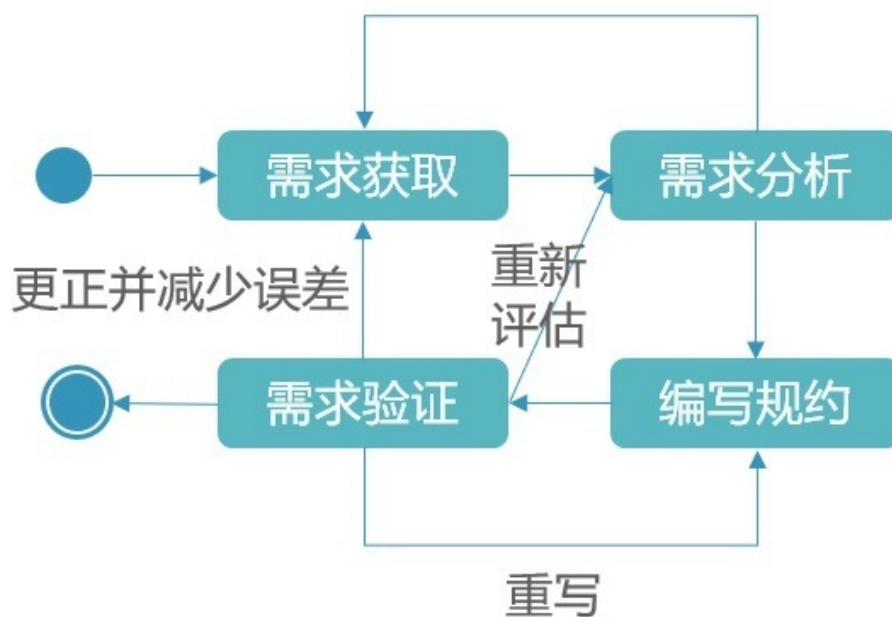 需求获取
需求分析
更正并减少误差
重新
评估
需求验证
编写规约
重写